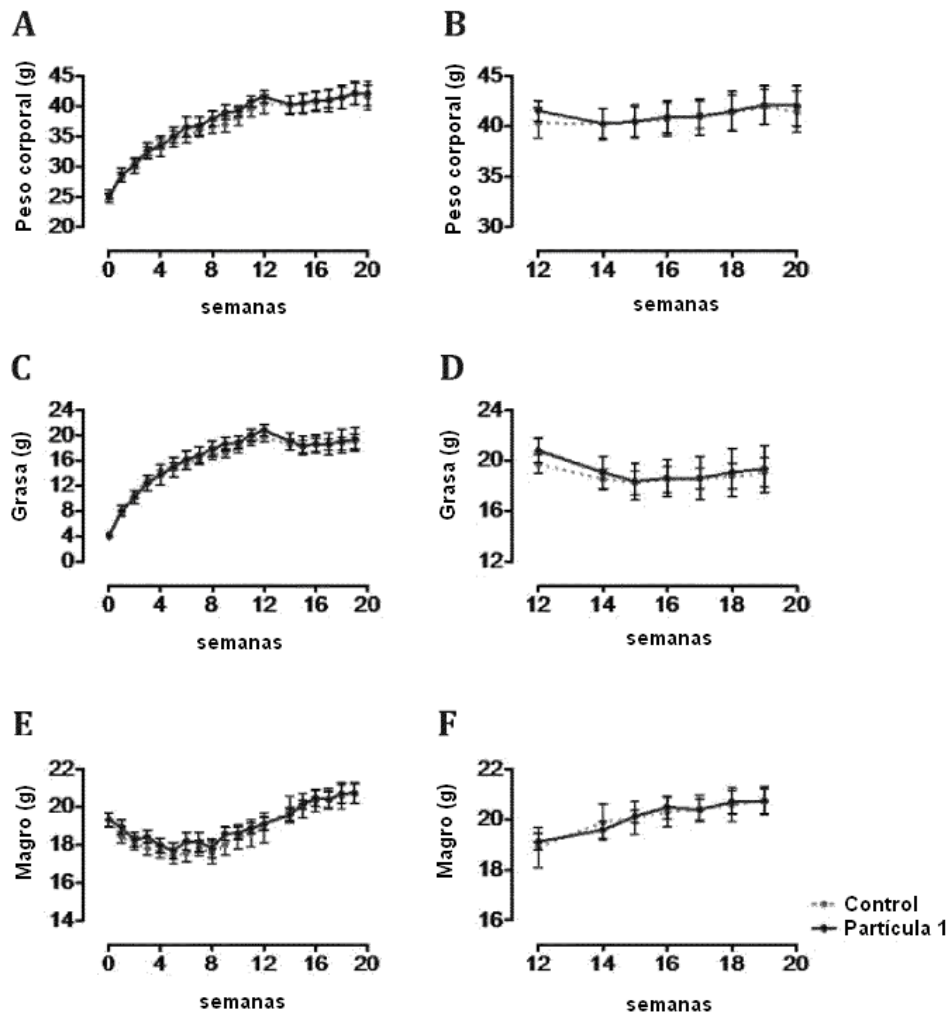 A
Peso corporal (g)
45
40
35
30
25
20
0 4 8 12 16 20
semanas
B
Peso corporal (g)
45
40
35
30
12 14 16 18 20
semanas
C
Grasa (g)
24
20
16
12
8
4
0
0 4 8 12 16 20
semanas
D
Grasa (g)
24
20
16
12
12 14 16 18 20
semanas
E
Magro (g)
22
20
18
16
14
0 4 8 12 16 20
semanas
F
Magro (g)
22
20
18
16
12 14 16 18 20
semanas
Control
Partícula 1